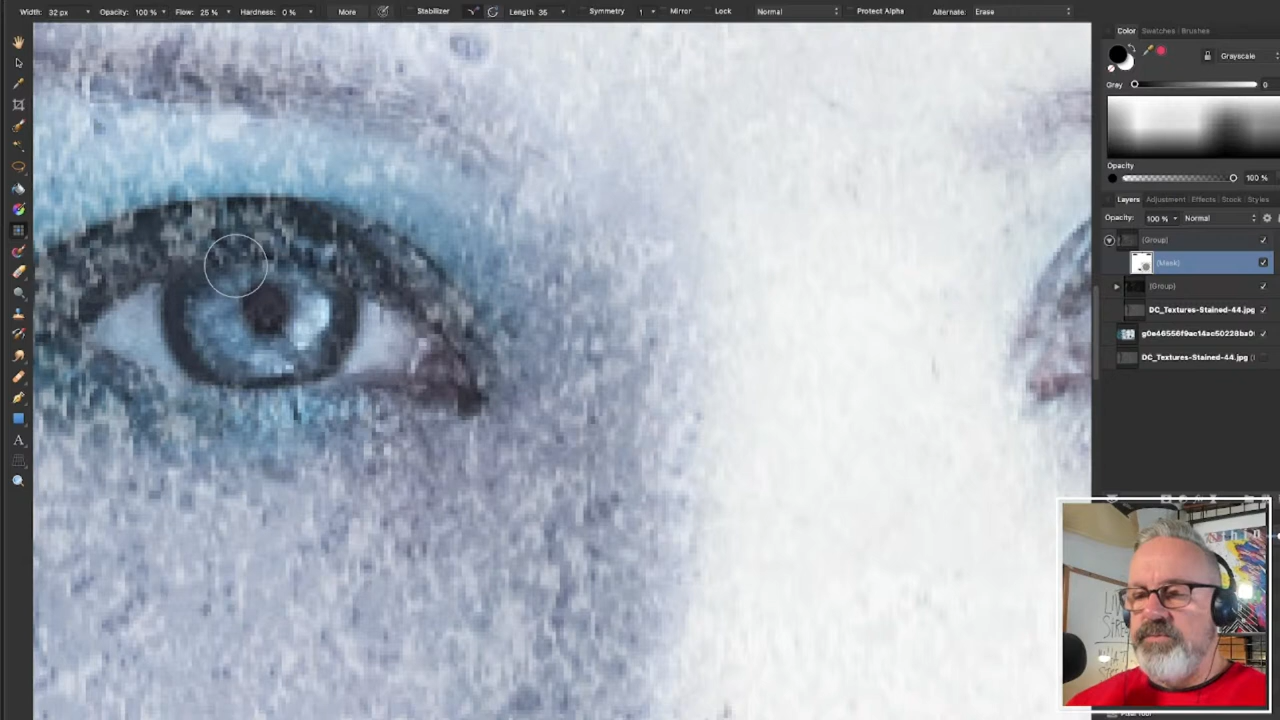 Width: 32 px Opacity: 100 % Flow: 25 % Hardness: 0 % More Stabilizer Length 35 Symmetry 1 Mirror Lock Normal Protect Alpha Alternate: Erase
Color Swatches Brushes
Grayscale
Gray 0
Opacity
100 %
Layers Adjustment Effects Stock Styles
Opacity: 100 % Normal
(Group)
(Mask)
(Group)
DC_Textures-Stained-44.jpg
DC_Textures-Stained-44.jpg
A